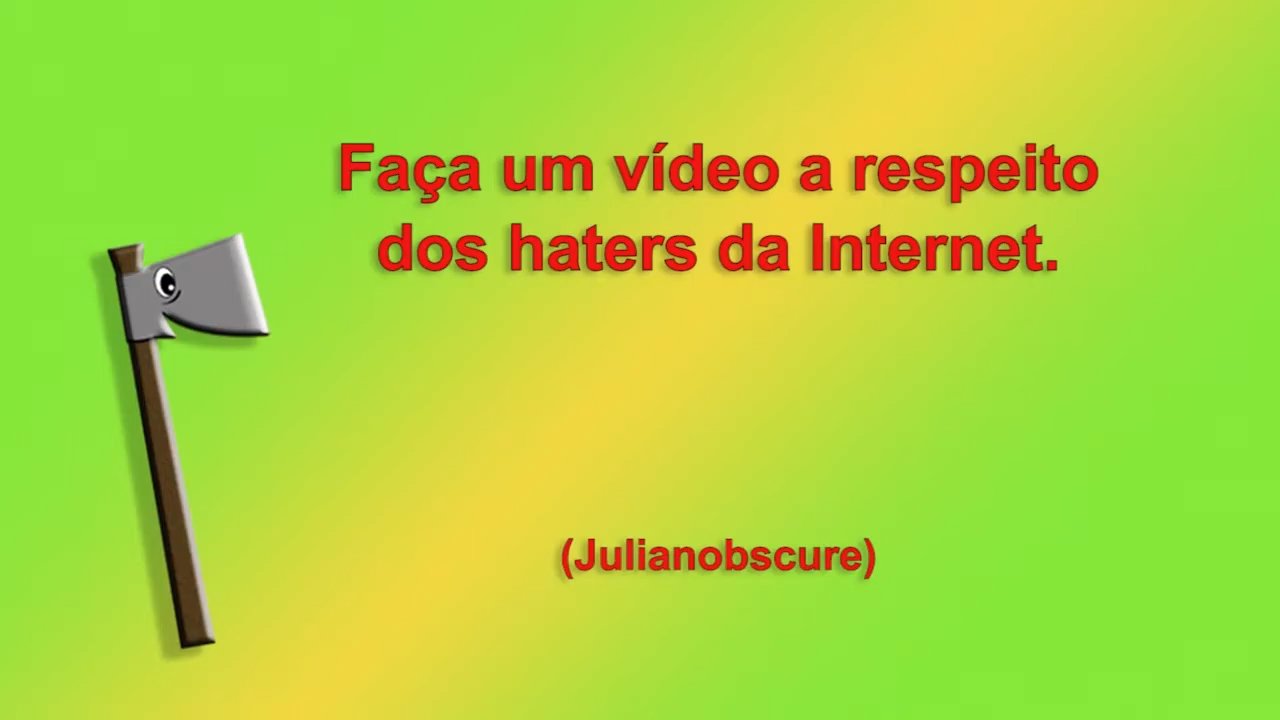 Faça um vídeo a respeito
dos haters da Internet.
(Julianobscure)